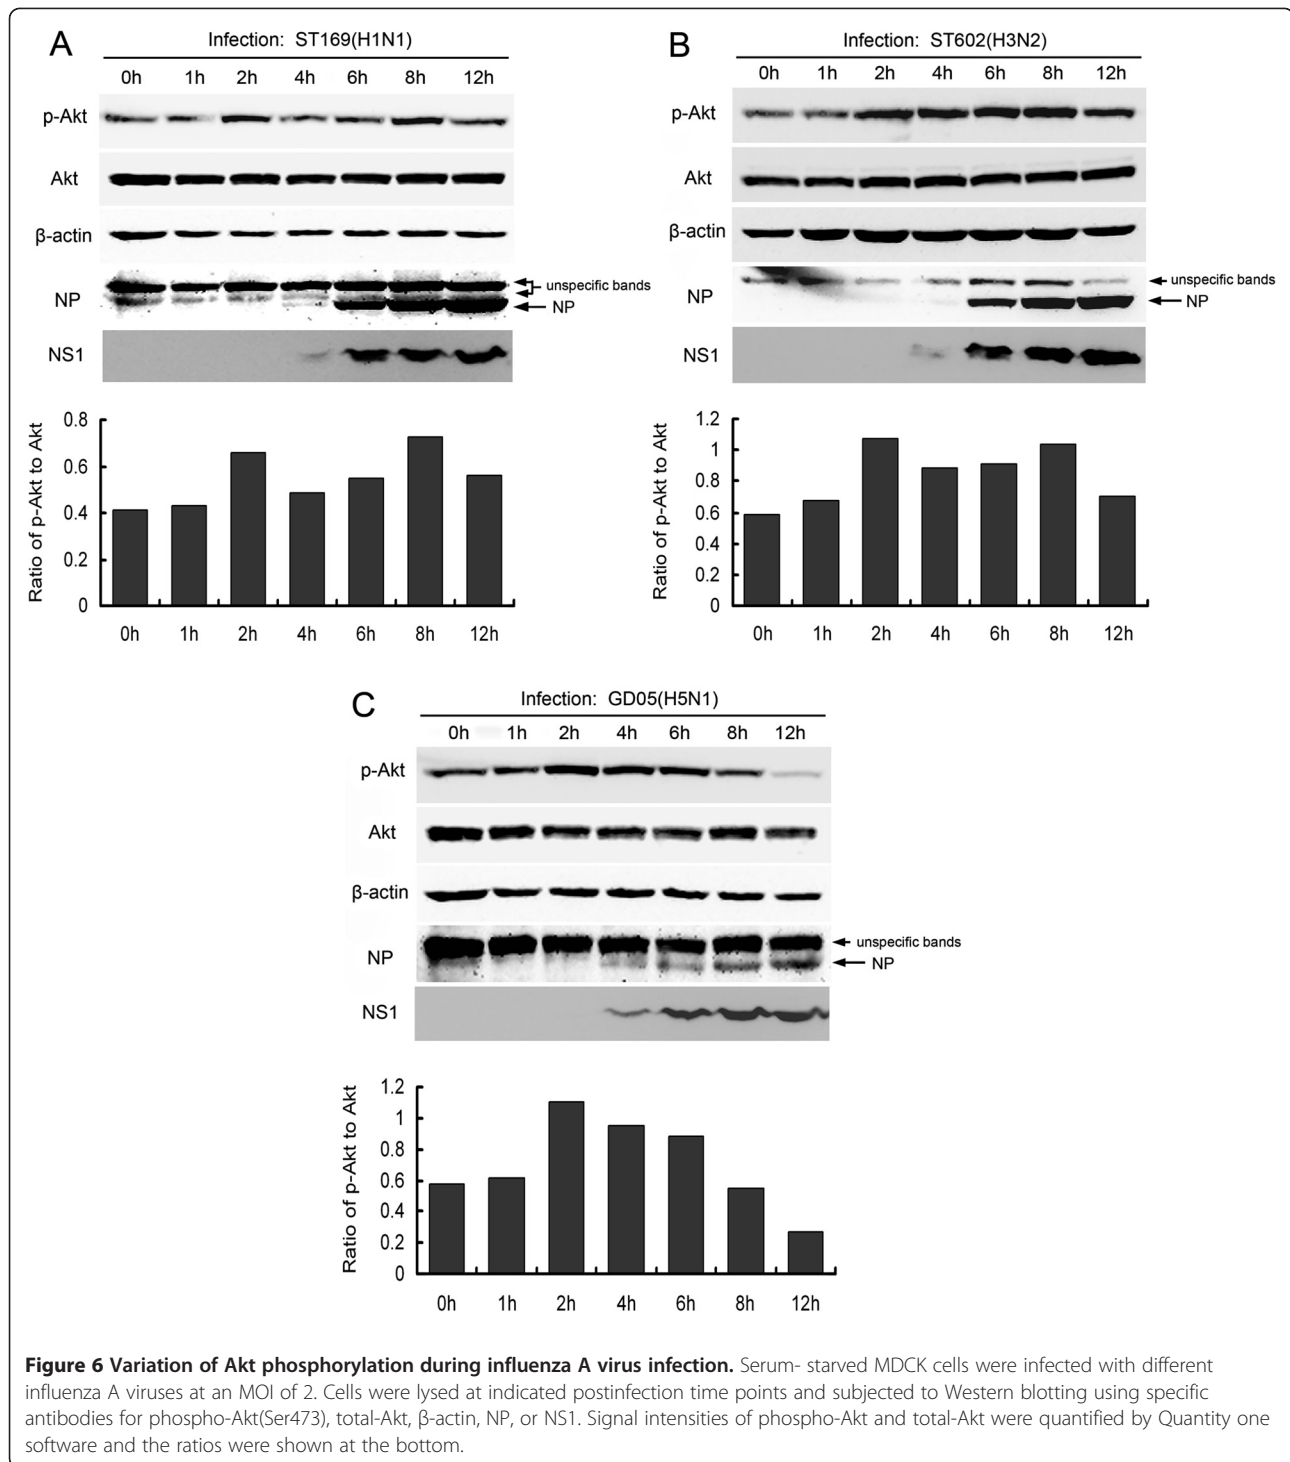 A
Infection: ST169(H1N1)
0h 1h 2h 4h 6h 8h 12h
p-Akt
Akt
β-actin
NP
unspecific bands
NP
NS1
Ratio of p-Akt to Akt
0.8
0.6
0.4
0.2
0
0h 1h 2h 4h 6h 8h 12h
B
Infection: ST602(H3N2)
0h 1h 2h 4h 6h 8h 12h
p-Akt
Akt
β-actin
NP
unspecific bands
NP
NS1
Ratio of p-Akt to Akt
1.2
1
0.8
0.6
0.4
0.2
0
0h 1h 2h 4h 6h 8h 12h
C
Infection: GD05(H5N1)
0h 1h 2h 4h 6h 8h 12h
p-Akt
Akt
β-actin
NP
unspecific bands
NP
NS1
Ratio of p-Akt to Akt
1.2
1
0.8
0.6
0.4
0.2
0
0h 1h 2h 4h 6h 8h 12h
Figure 6 Variation of Akt phosphorylation during influenza A virus infection. Serum- starved MDCK cells were infected with different
influenza A viruses at an MOI of 2. Cells were lysed at indicated postinfection time points and subjected to Western blotting using specific
antibodies for phospho-Akt(Ser473), total-Akt, β-actin, NP, or NS1. Signal intensities of phospho-Akt and total-Akt were quantified by Quantity one
software and the ratios were shown at the bottom.